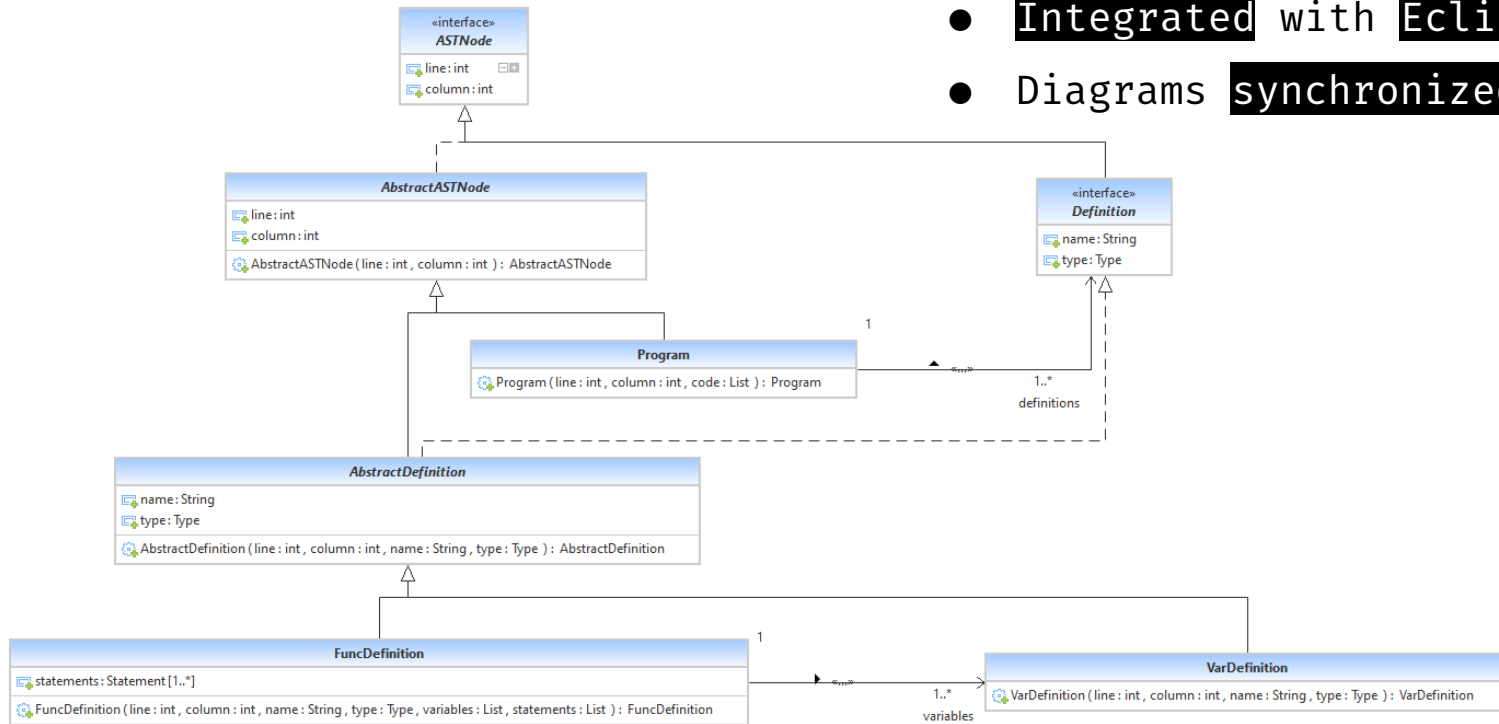 ● Integrated with
● Diagrams
«interface»
ASTNode
line : int
column : int
AbstractASTNode
line : int
column : int
AbstractASTNode ( line : int , column : int ) : AbstractASTNode
«interface»
Definition
name : String
type : Type
1
Program
Program ( line : int , column : int , code : List ) : Program
«...»
1..*
definitions
AbstractDefinition
name : String
type : Type
AbstractDefinition ( line : int , column : int , name : String , type : Type ) : AbstractDefinition
1
FuncDefinition
statements : Statement [1..*]
FuncDefinition ( line : int , column : int , name : String , type : Type , variables : List , statements : List ) : FuncDefinition
«...»
1..*
variables
VarDefinition
VarDefinition ( line : int , column : int , name : String , type : Type ) : VarDefinition